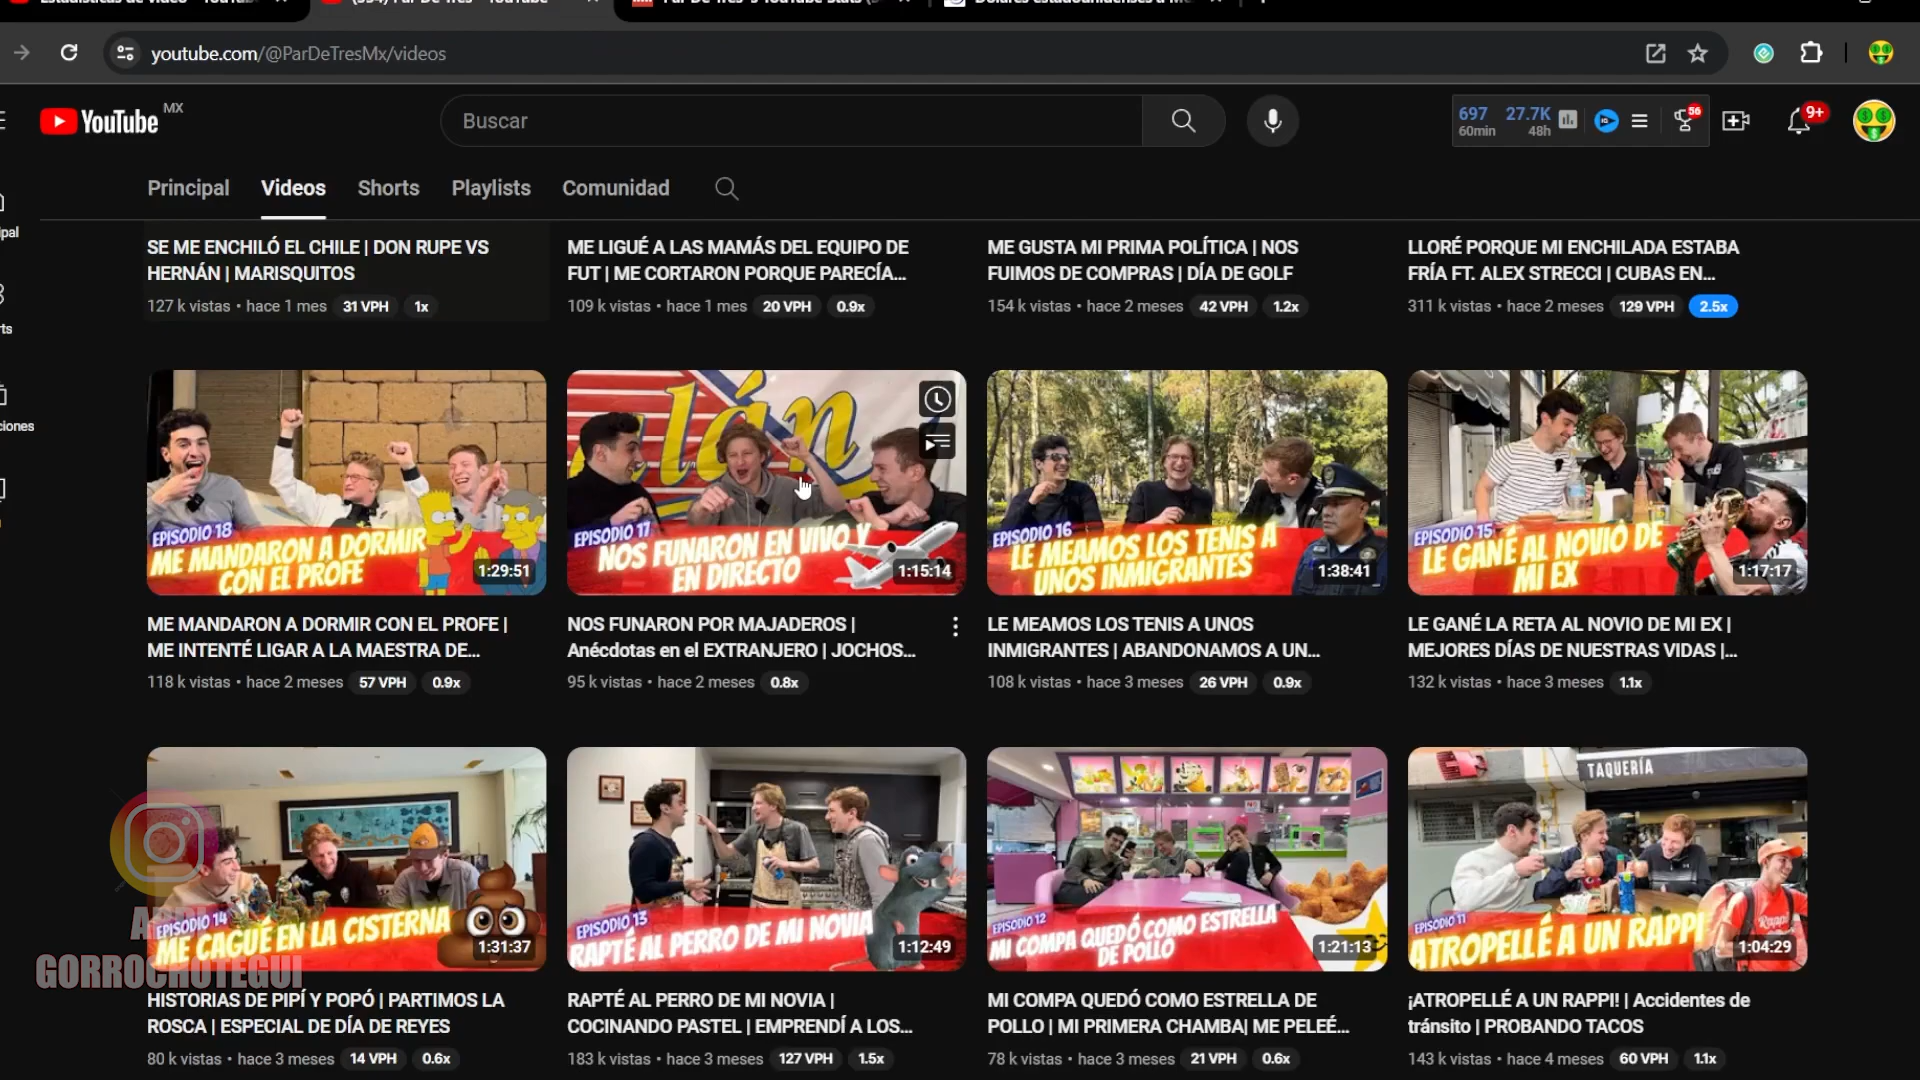 youtube.com/@ParDeTresMx/videos
YouTube MX
Buscar
697 27.7K
60min 48h
56
9+
Principal Videos Shorts Playlists Comunidad
SE ME ENCHILÓ EL CHILE | DON RUPE VS
HERNÁN | MARISQUITOS
127 k vistas • hace 1 mes 31 VPH 1x
ME LIGUÉ A LAS MAMÁS DEL EQUIPO DE
FUT | ME CORTARON PORQUE PARECÍA...
109 k vistas • hace 1 mes 20 VPH 0.9x
ME GUSTA MI PRIMA POLÍTICA | NOS
FUIMOS DE COMPRAS | DÍA DE GOLF
154 k vistas • hace 2 meses 42 VPH 1.2x
LLORÉ PORQUE MI ENCHILADA ESTABA
FRÍA FT. ALEX STRECCI | CUBAS EN...
311 k vistas • hace 2 meses 129 VPH 2.5x
EPISODIO 18
ME MANDARON A DORMIR
CON EL PROFE
1:29:51
ME MANDARON A DORMIR CON EL PROFE |
ME INTENTÉ LIGAR A LA MAESTRA DE...
118 k vistas • hace 2 meses 57 VPH 0.9x
lán
EPISODIO 17
NOS FUNARON EN VIVO Y
EN DIRECTO
1:15:14
NOS FUNARON POR MAJADEROS |
Anécdotas en el EXTRANJERO | JOCHOS...
95 k vistas • hace 2 meses 0.8x
EPISODIO 16
LE MEAMOS LOS TENIS A
UNOS INMIGRANTES
1:38:41
LE MEAMOS LOS TENIS A UNOS
INMIGRANTES | ABANDONAMOS A UN...
108 k vistas • hace 3 meses 26 VPH 0.9x
EPISODIO 15
LE GANÉ AL NOVIO DE
MI EX
1:17:17
LE GANÉ LA RETA AL NOVIO DE MI EX |
MEJORES DÍAS DE NUESTRAS VIDAS |...
132 k vistas • hace 3 meses 1.1x
EPISODIO 14
ME CAGUÉ EN LA CISTERNA
1:31:37
GORROCHOTEGUI
HISTORIAS DE PIPÍ Y POPÓ | PARTIMOS LA
ROSCA | ESPECIAL DE DÍA DE REYES
80 k vistas • hace 3 meses 14 VPH 0.6x
EPISODIO 13
RAPTÉ AL PERRO DE MI NOVIA
1:12:49
RAPTÉ AL PERRO DE MI NOVIA |
COCINANDO PASTEL | EMPRENDÍ A LOS...
183 k vistas • hace 3 meses 127 VPH 1.5x
EPISODIO 12
MI COMPA QUEDÓ COMO ESTRELLA
DE POLLO
1:21:13
MI COMPA QUEDÓ COMO ESTRELLA DE
POLLO | MI PRIMERA CHAMBA| ME PELEÉ...
78 k vistas • hace 3 meses 21 VPH 0.6x
TAQUERÍA
EPISODIO 11
ATROPELLÉ A UN RAPPI
Rappi
1:04:29
¡ATROPELLÉ A UN RAPPI! | Accidentes de
tránsito | PROBANDO TACOS
143 k vistas • hace 4 meses 60 VPH 1.1x